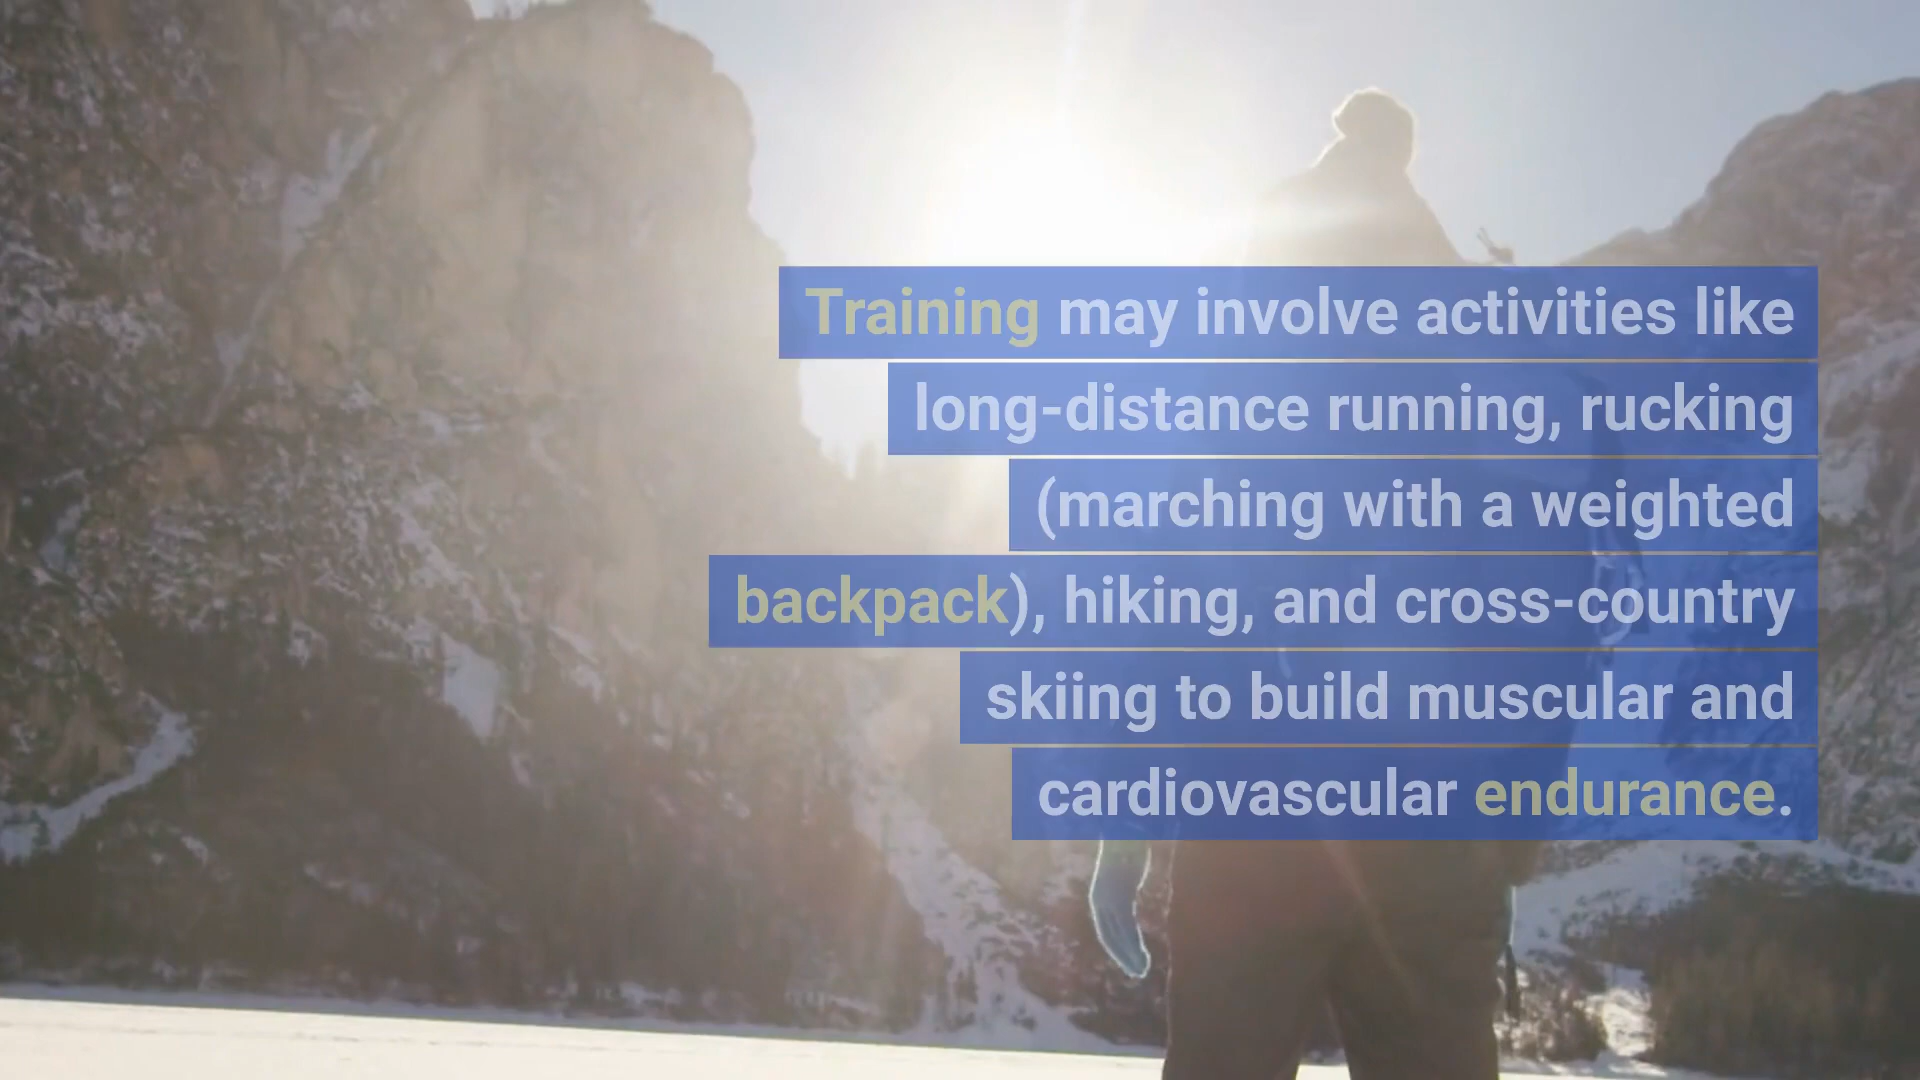 Training may involve activities like
long-distance running, rucking
(marching with a weighted
backpack), hiking, and cross-country
skiing to build muscular and
cardiovascular endurance.